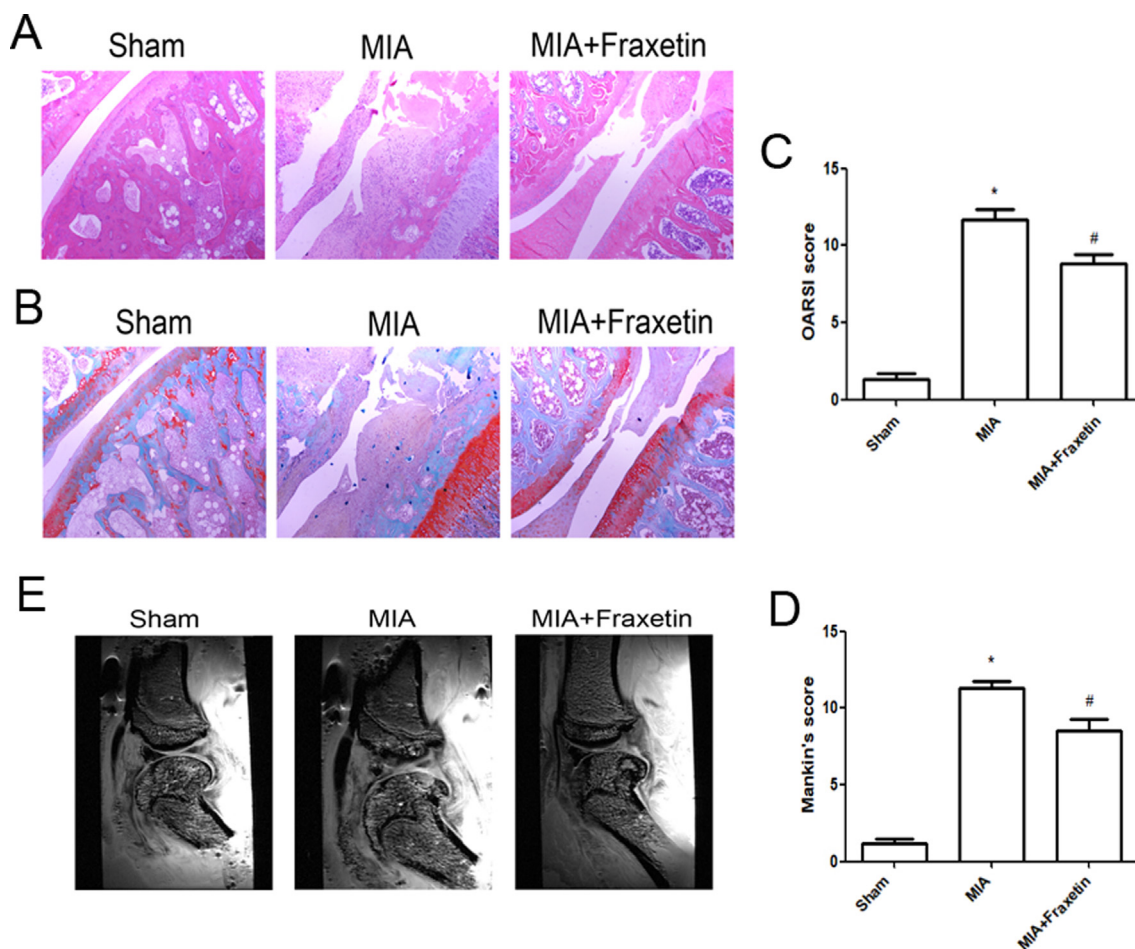 A
Sham MIA MIA+Fraxetin
B
Sham MIA MIA+Fraxetin
C
OARSI score
15
10
5
0
*
#
Sham
MIA
MIA+Fraxetin
E
Sham MIA MIA+Fraxetin
D
Mankin's score
15
10
5
0
*
#
Sham
MIA
MIA+Fraxetin